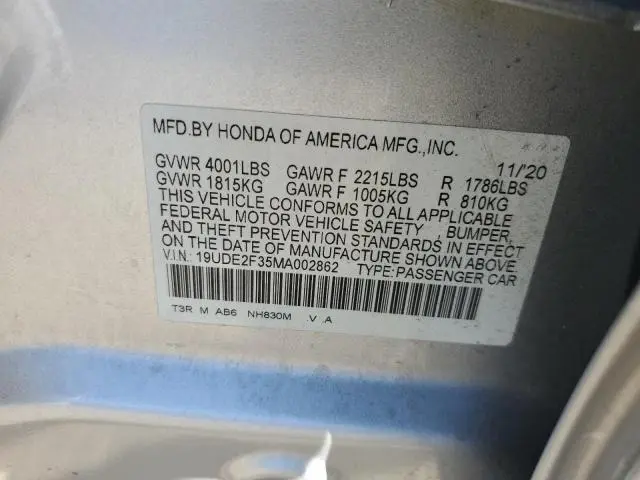 MFD.BY HONDA OF AMERICA MFG.,INC. 11/'20
GVWR 4001LBS GAWR F 2215LBS R 1786LBS
GVWR 1815KG GAWR F 1005KG R 810KG
THIS VEHICLE CONFORMS TO ALL APPLICABLE
FEDERAL MOTOR VEHICLE SAFETY BUMPER,
AND THEFT PREVENTION STANDARDS IN EFFECT
ON THE DATE OF MANUFACTURE SHOWN ABOVE.
V.I.N.: 19UDE2F35MA002862 TYPE:PASSENGER CAR
T3R M AB6 NH830M V .A